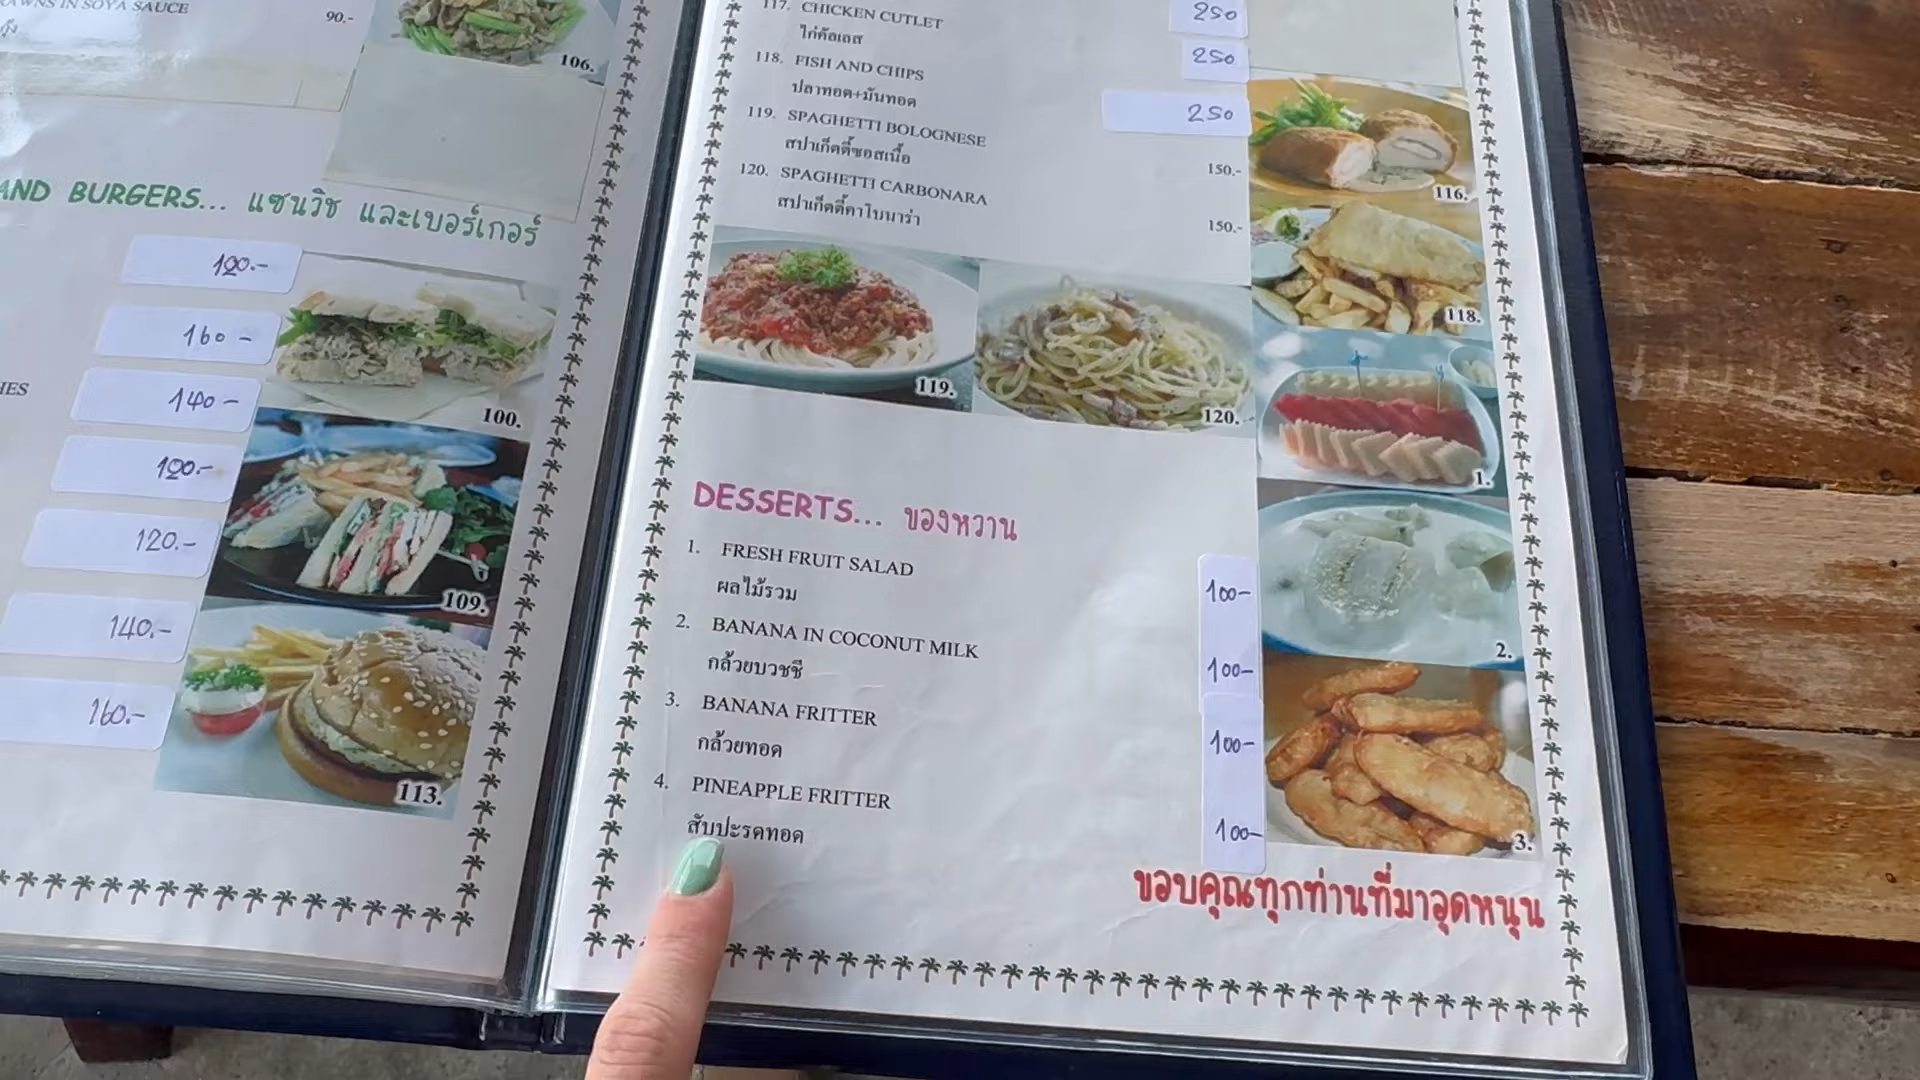 IN SOYA SAUCE
90.-
กุ้ง
106.
AND BURGERS... แซนวิช และเบอร์เกอร์
120.-
160 -
140 -
120.-
120.-
140.-
160.-
100.
109.
113.
117. CHICKEN CUTLET 250
ไก่คัลเลส
118. FISH AND CHIPS 250
ปลาทอด+มันทอด
250
119. SPAGHETTI BOLOGNESE
สปาเก็ตตี้ซอสเนื้อ
150.-
120. SPAGHETTI CARBONARA
สปาเก็ตตี้คาโบนาร่า
150.-
116.
118.
119.
120.
1.
2.
3.
DESSERTS... ของหวาน
1. FRESH FRUIT SALAD 100-
ผลไม้รวม
2. BANANA IN COCONUT MILK 100-
กล้วยบวชชี
3. BANANA FRITTER 100-
กล้วยทอด
4. PINEAPPLE FRITTER 100-
สับปะรดทอด
ขอบคุณทุกท่านที่มาอุดหนุน